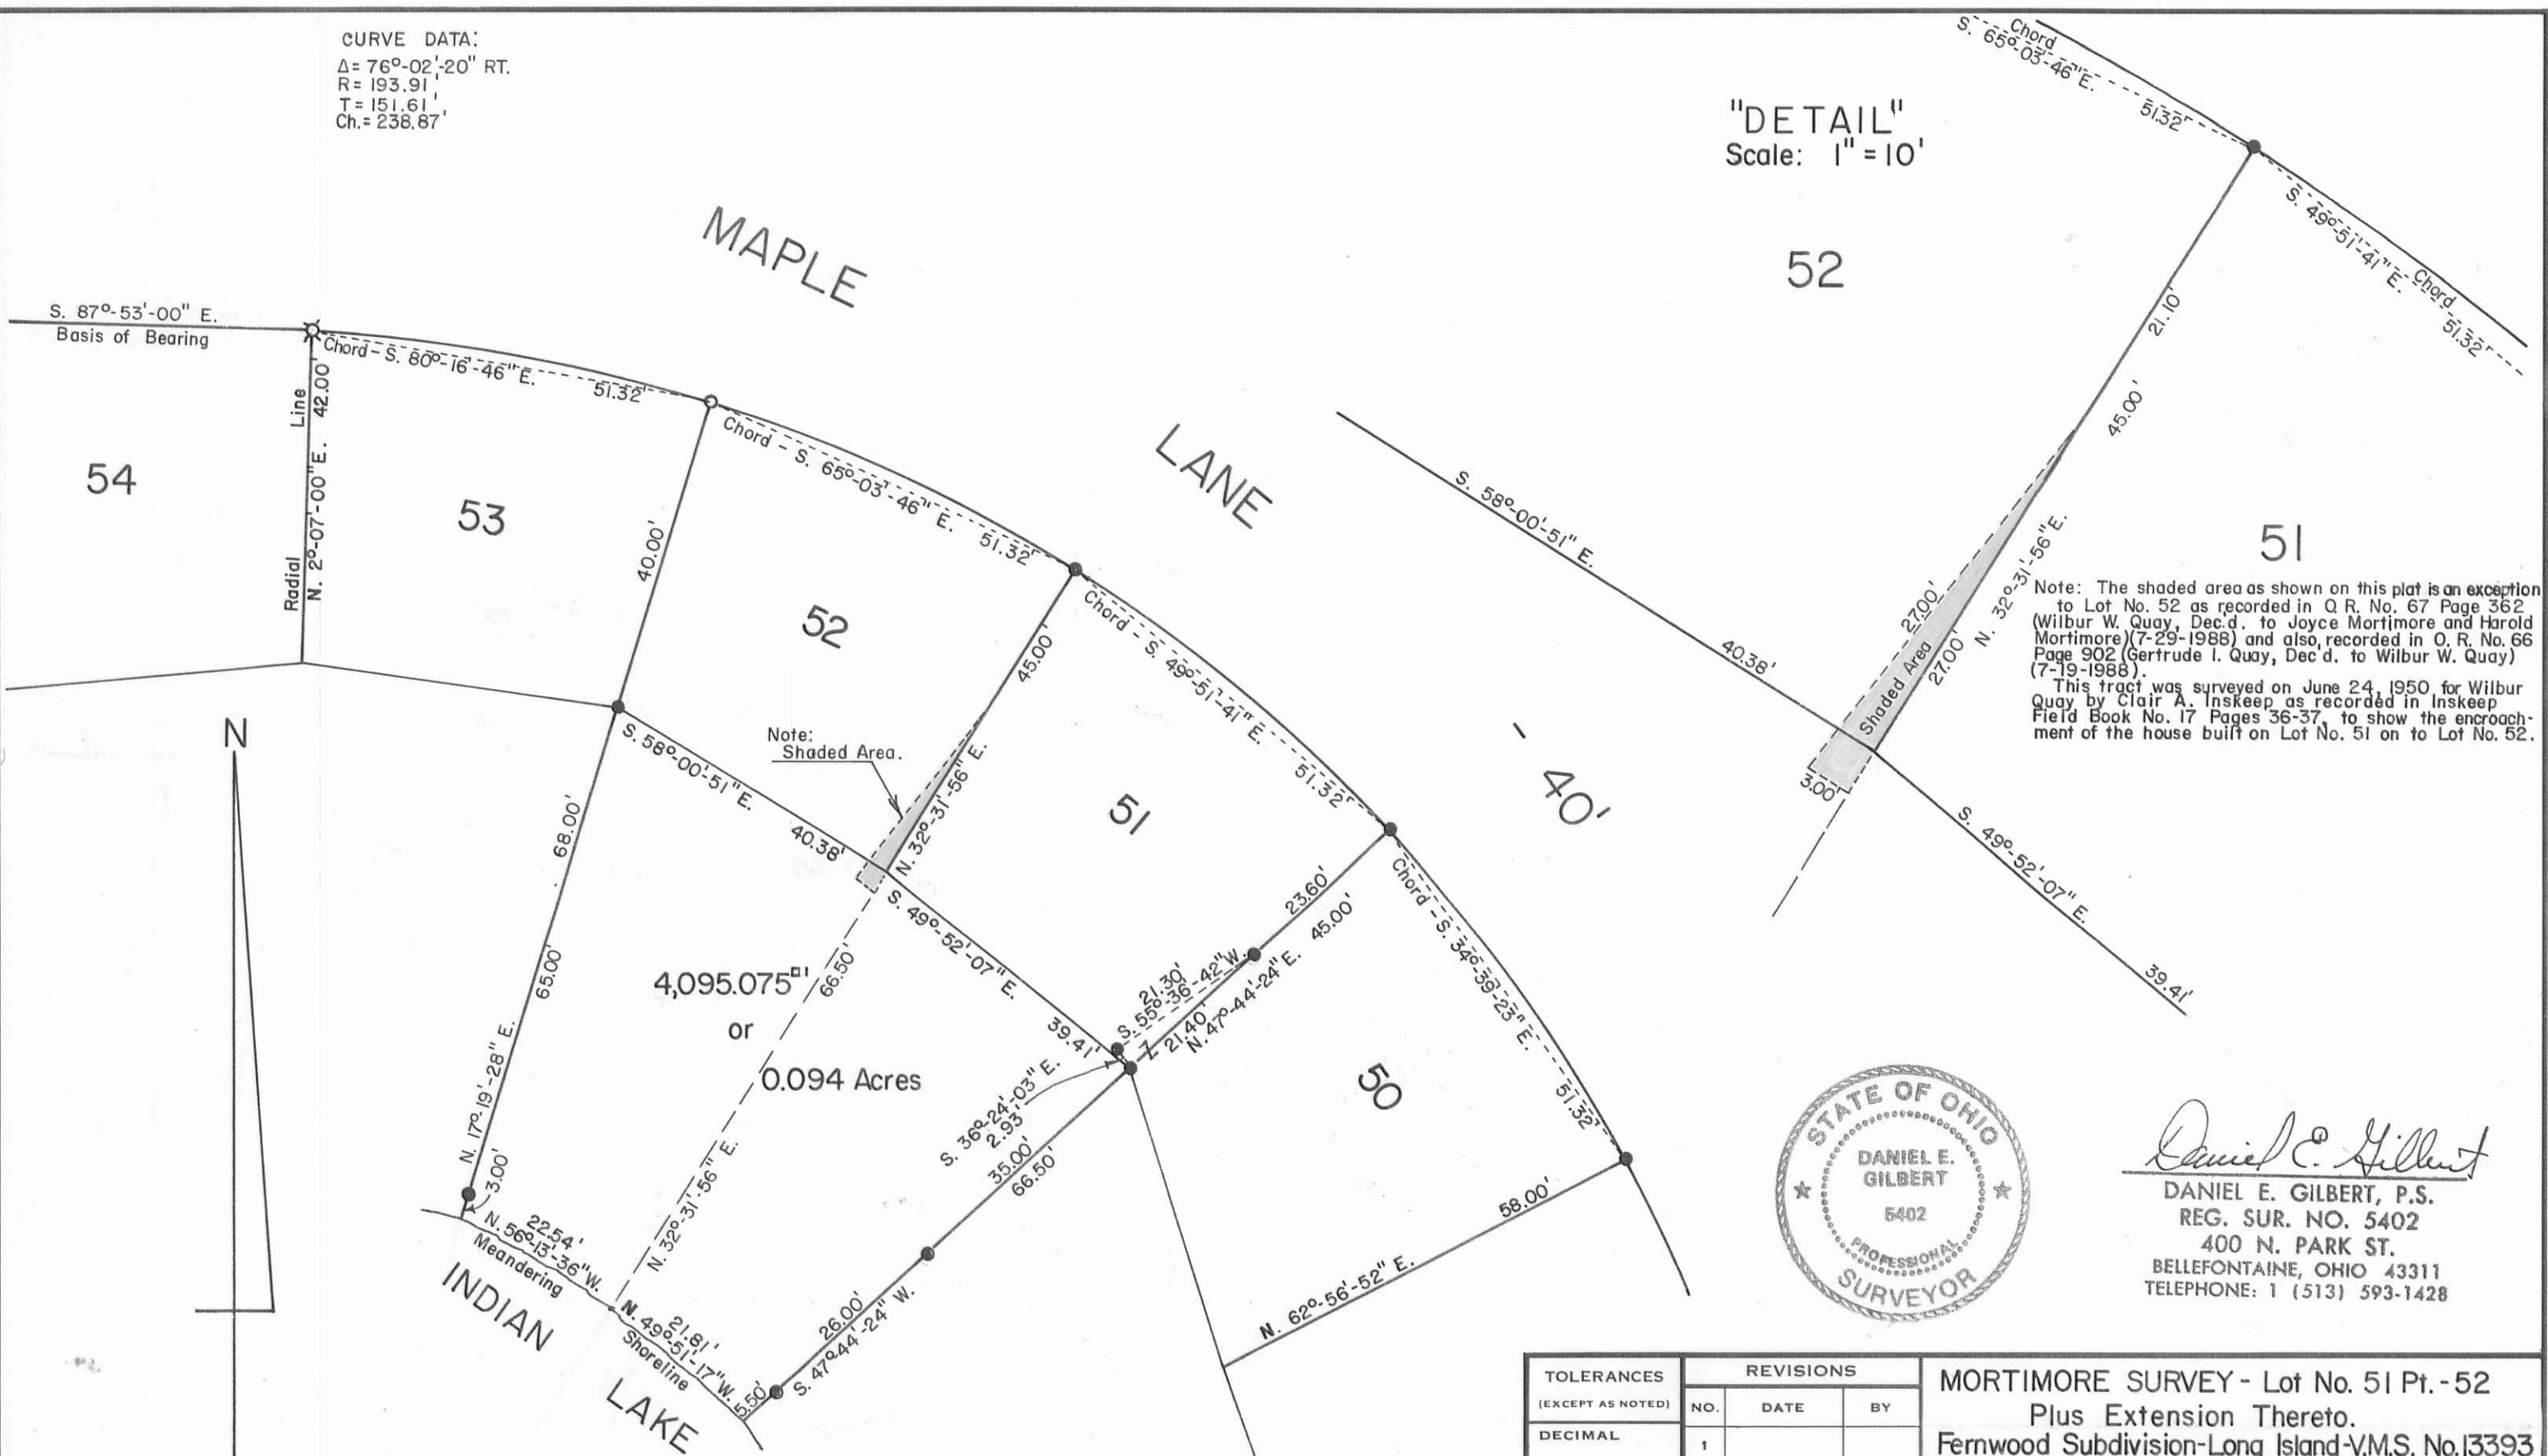 CURVE DATA:
Δ= 76°-02'-20" RT.
R= 193.91'
T= 151.61'
Ch.= 238.87'
"DETAIL"
Scale: 1" = 10'
Chord
S. 65°-03'-46" E.
51.32'
S. 49°-51'-41" E.
Chord
51.32'
52
21.10'
45.00'
S. 58°-00'-51" E.
40.38'
27.00'
27.00'
N. 32°-31'-56" E.
Shaded Area
3.00'
51
S. 49°-52'-07" E.
39.41'
Note: The shaded area as shown on this plat is an exception
to Lot No. 52 as recorded in O.R. No. 67 Page 362
(Wilbur W. Quay, Dec'd. to Joyce Mortimore and Harold
Mortimore)(7-29-1988) and also, recorded in O. R. No. 66
Page 902 (Gertrude I. Quay, Dec'd. to Wilbur W. Quay)
(7-19-1988).
This tract was surveyed on June 24, 1950 for Wilbur
Quay by Clair A. Inskeep as recorded in Inskeep
Field Book No. 17 Pages 36-37, to show the encroach-
ment of the house built on Lot No. 51 on to Lot No. 52.
MAPLE
LANE
- 40'
S. 87°-53'-00" E.
Basis of Bearing
Radial Line
N. 2°-07'-00" E. 42.00'
Chord - S. 80°-16'-46" E.
51.32'
54
53
40.00'
Chord - S. 65°-03'-46" E.
51.32'
52
45.00'
Chord - S. 49°-51'-41" E.
51.32'
N
S. 58°-00'-51" E.
40.38'
Note:
Shaded Area.
N. 32°-31'-56" E.
51
68.00'
65.00'
N. 17°-19'-28" E.
3.00'
S. 49°-52'-07" E.
39.41'
66.50'
4,095.075□'
or
0.094 Acres
N. 32°-31'-56" E.
23.60'
45.00'
21.30'
S. 55°-36'-42" W.
21.40'
N. 47°-44'-24" E.
S. 36°-24'-03" E.
2.93'
35.00'
66.50'
26.00'
S. 47°-44'-24" W.
5.50'
22.54'
N. 56°-13'-36" W.
Meandering
21.81'
N. 49°-51'-17" W.
Shoreline
INDIAN
LAKE
Chord - S. 34°-39'-23" E.
51.32'
50
58.00'
N. 62°-56'-52" E.
STATE OF OHIO
DANIEL E.
GILBERT
5402
PROFESSIONAL
SURVEYOR
Daniel E. Gilbert
DANIEL E. GILBERT, P.S.
REG. SUR. NO. 5402
400 N. PARK ST.
BELLEFONTAINE, OHIO 43311
TELEPHONE: 1 (513) 593-1428
TOLERANCES
(EXCEPT AS NOTED)
DECIMAL
REVISIONS
NO. DATE BY
1
MORTIMORE SURVEY - Lot No. 51 Pt. - 52
Plus Extension Thereto.
Fernwood Subdivision-Long Island-V.M.S. No. 13393